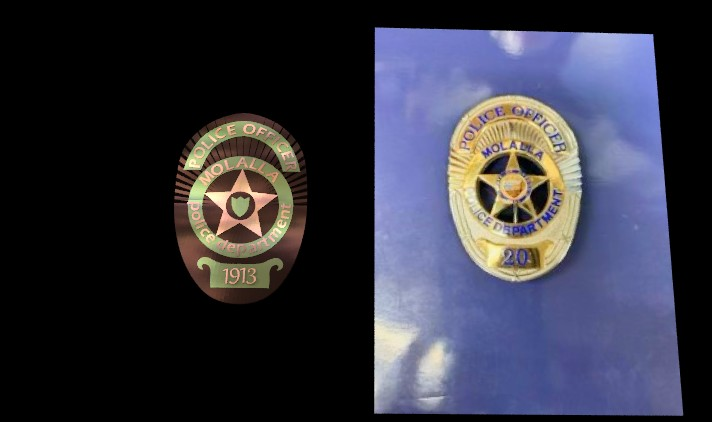 POLICE OFFICER
MOLALLA
police department
1913
POLICE OFFICER
MOLALLA
POLICE DEPARTMENT
20